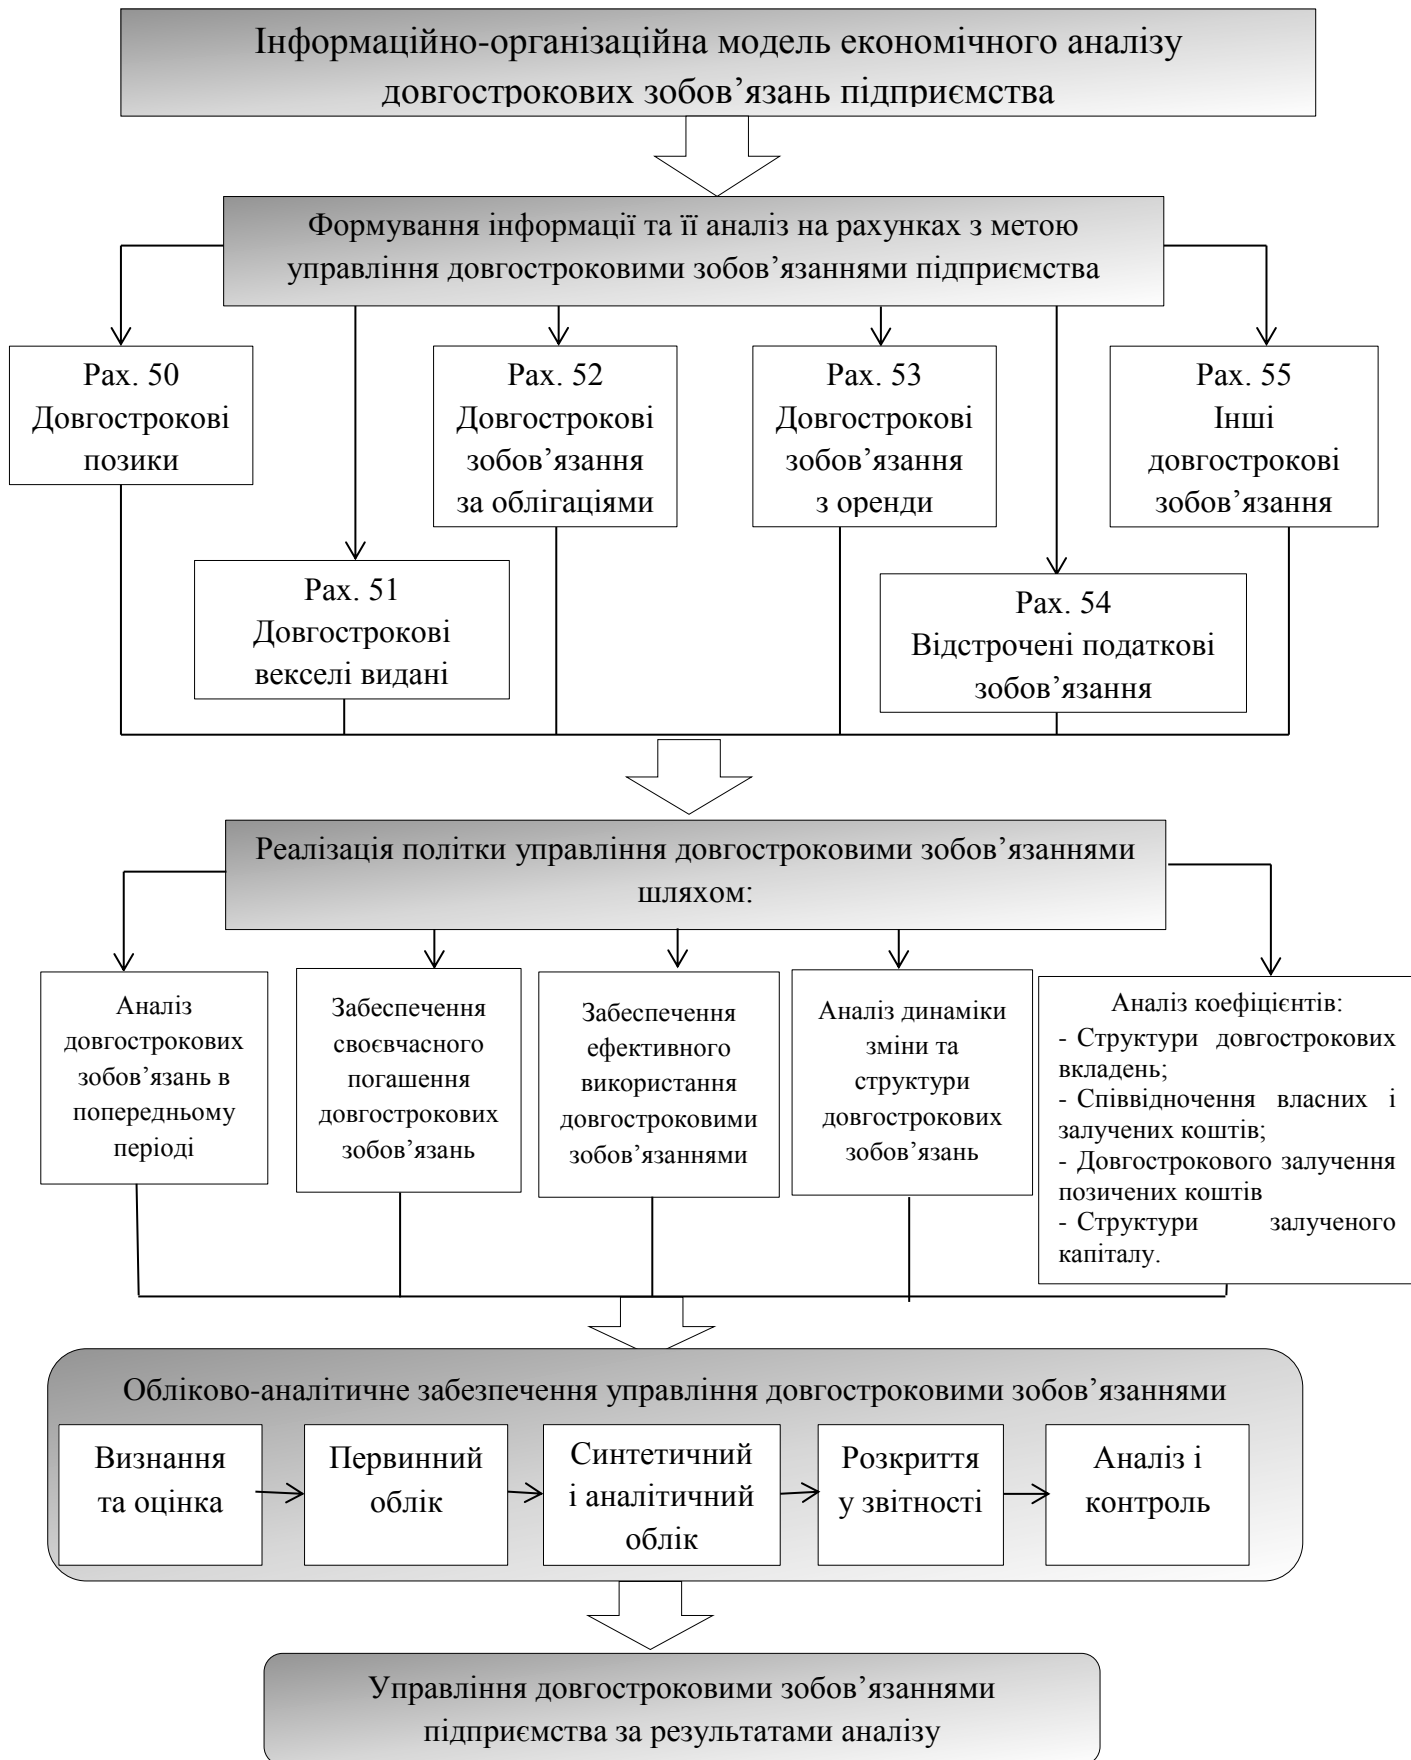 Інформаційно-організаційна модель економічного аналізу
довгострокових зобов’язань підприємства
Формування інформації та її аналіз на рахунках з метою
управління довгостроковими зобов’язаннями підприємства
Рах. 50
Довгострокові
позики
Рах. 52
Довгострокові
зобов’язання
за облігаціями
Рах. 53
Довгострокові
зобов’язання
з оренди
Рах. 55
Інші
довгострокові
зобов’язання
Рах. 51
Довгострокові
векселі видані
Рах. 54
Відстрочені податкові
зобов’язання
Реалізація політки управління довгостроковими зобов’язаннями
шляхом:
Аналіз
довгострокових
зобов’язань в
попередньому
періоді
Забеспечення
своєвчасного
погашення
довгострокових
зобов’язань
Забеспечення
ефективного
використання
довгостроковими
зобов’язаннями
Аналіз динаміки
зміни та
структури
довгострокових
зобов’язань
Аналіз коефіцієнтів:
- Структури довгострокових
вкладень;
- Співвідночення власних і
залучених коштів;
- Довгострокового залучення
позичених коштів
- Структури залученого
капіталу.
Обліково-аналітичне забезпечення управління довгостроковими зобов’язаннями
Визнання
та оцінка
Первинний
облік
Синтетичний
і аналітичний
облік
Розкриття
у звітності
Аналіз і
контроль
Управління довгостроковими зобов’язаннями
підприємства за результатами аналізу